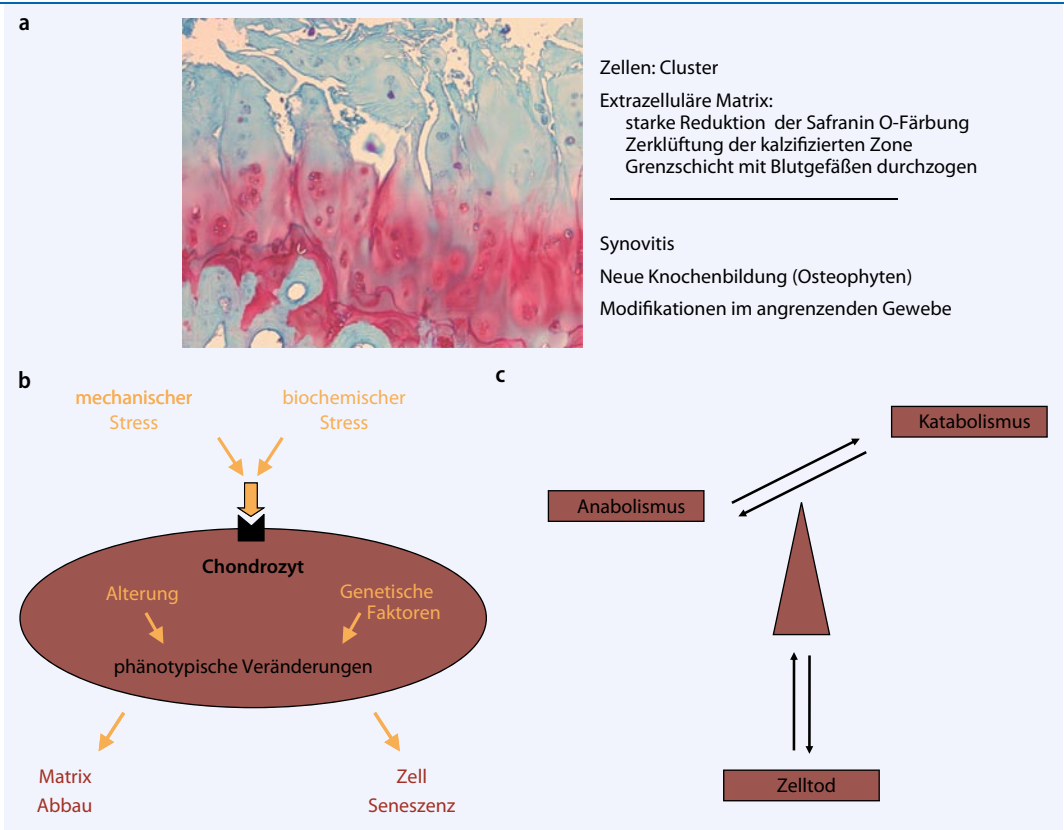 a
Zellen: Cluster
Extrazelluläre Matrix:
starke Reduktion der Safranin O-Färbung
Zerklüftung der kalzifizierten Zone
Grenzschicht mit Blutgefäßen durchzogen
Synovitis
Neue Knochenbildung (Osteophyten)
Modifikationen im angrenzenden Gewebe
b
mechanischer
Stress
biochemischer
Stress
Chondrozyt
Alterung
Genetische
Faktoren
phänotypische Veränderungen
Matrix
Abbau
Zell
Seneszenz
c
Katabolismus
Anabolismus
Zelltod